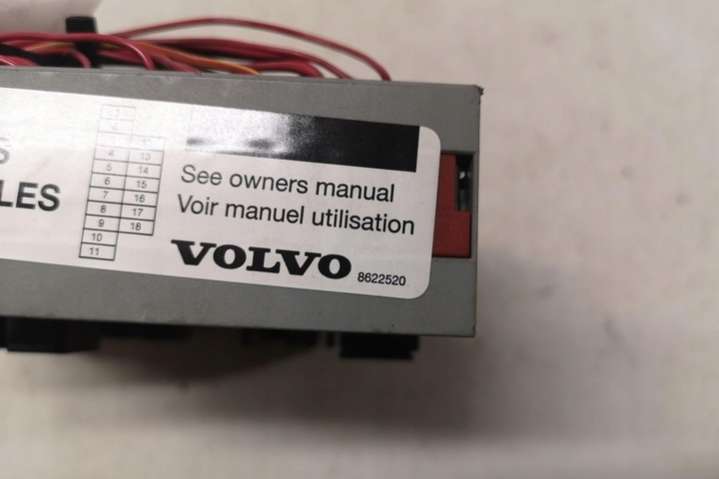 S
LES
4 13
5 14
6 15
7 16
8 17
9 18
10
11
See owners manual
Voir manuel utilisation
VOLVO
8622520